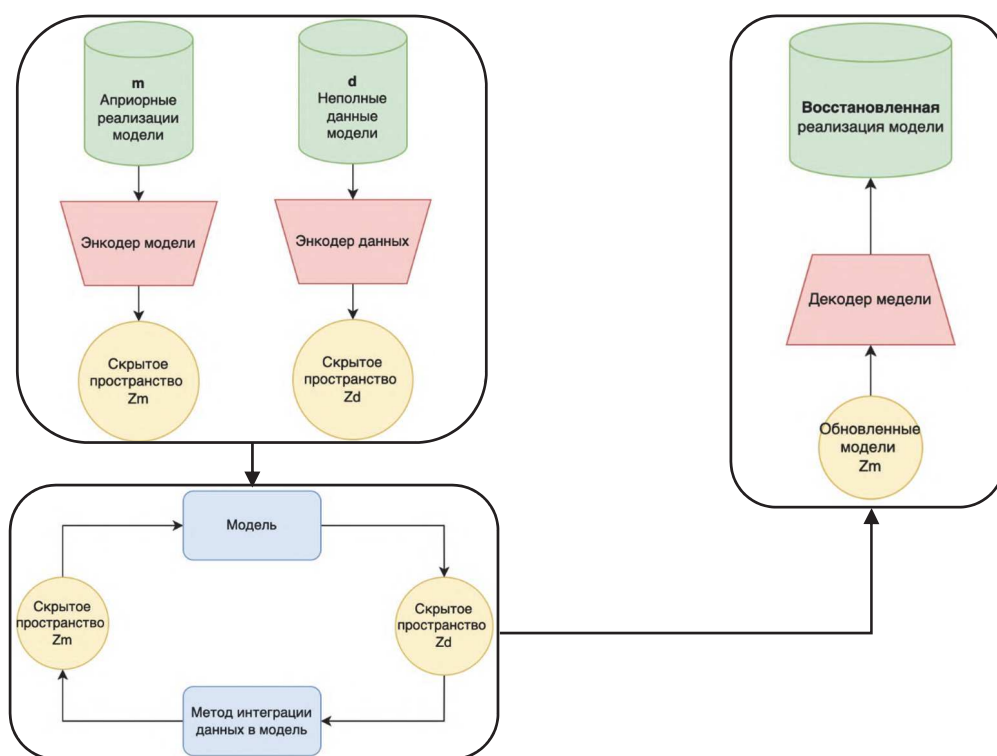 m
Априорные
реализации
модели
d
Неполные
данные
модели
Энкодер модели
Энкодер данных
Скрытое
пространство
Zm
Скрытое
пространство
Zd
Модель
Скрытое
пространство
Zm
Скрытое
пространство
Zd
Метод интеграции
данных в модель
Восстановленная
реализация модели
Декодер медели
Обновленные
модели
Zm